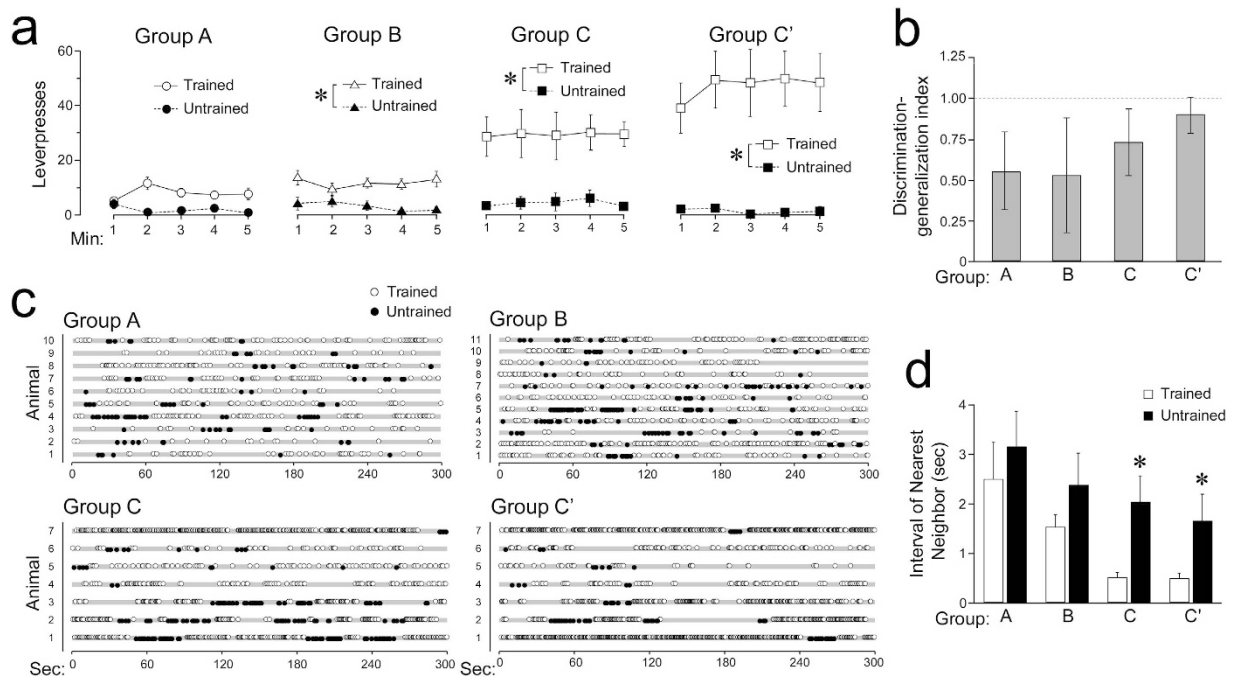 a
Group A
Group B
Group C
Group C’
Leverpresses
60
40
20
0
Trained
Untrained
*
Trained
Untrained
*
Trained
Untrained
*
Trained
Untrained
Min:
1 2 3 4 5
1 2 3 4 5
1 2 3 4 5
1 2 3 4 5
b
Discrimination-
generalization index
1.25
1.00
0.75
0.50
0.25
0
Group: A B C C'
c
Trained
Untrained
Group A
Animal
10
9
8
7
6
5
4
3
2
1
0 60 120 180 240 300
Group B
11
10
9
8
7
6
5
4
3
2
1
0 60 120 180 240 300
Group C
Animal
7
6
5
4
3
2
1
Sec: 0 60 120 180 240 300
Group C’
7
6
5
4
3
2
1
Sec: 0 60 120 180 240 300
d
Trained
Untrained
Interval of Nearest
Neighbor (sec)
4
3
2
1
0
* *
Group: A B C C'